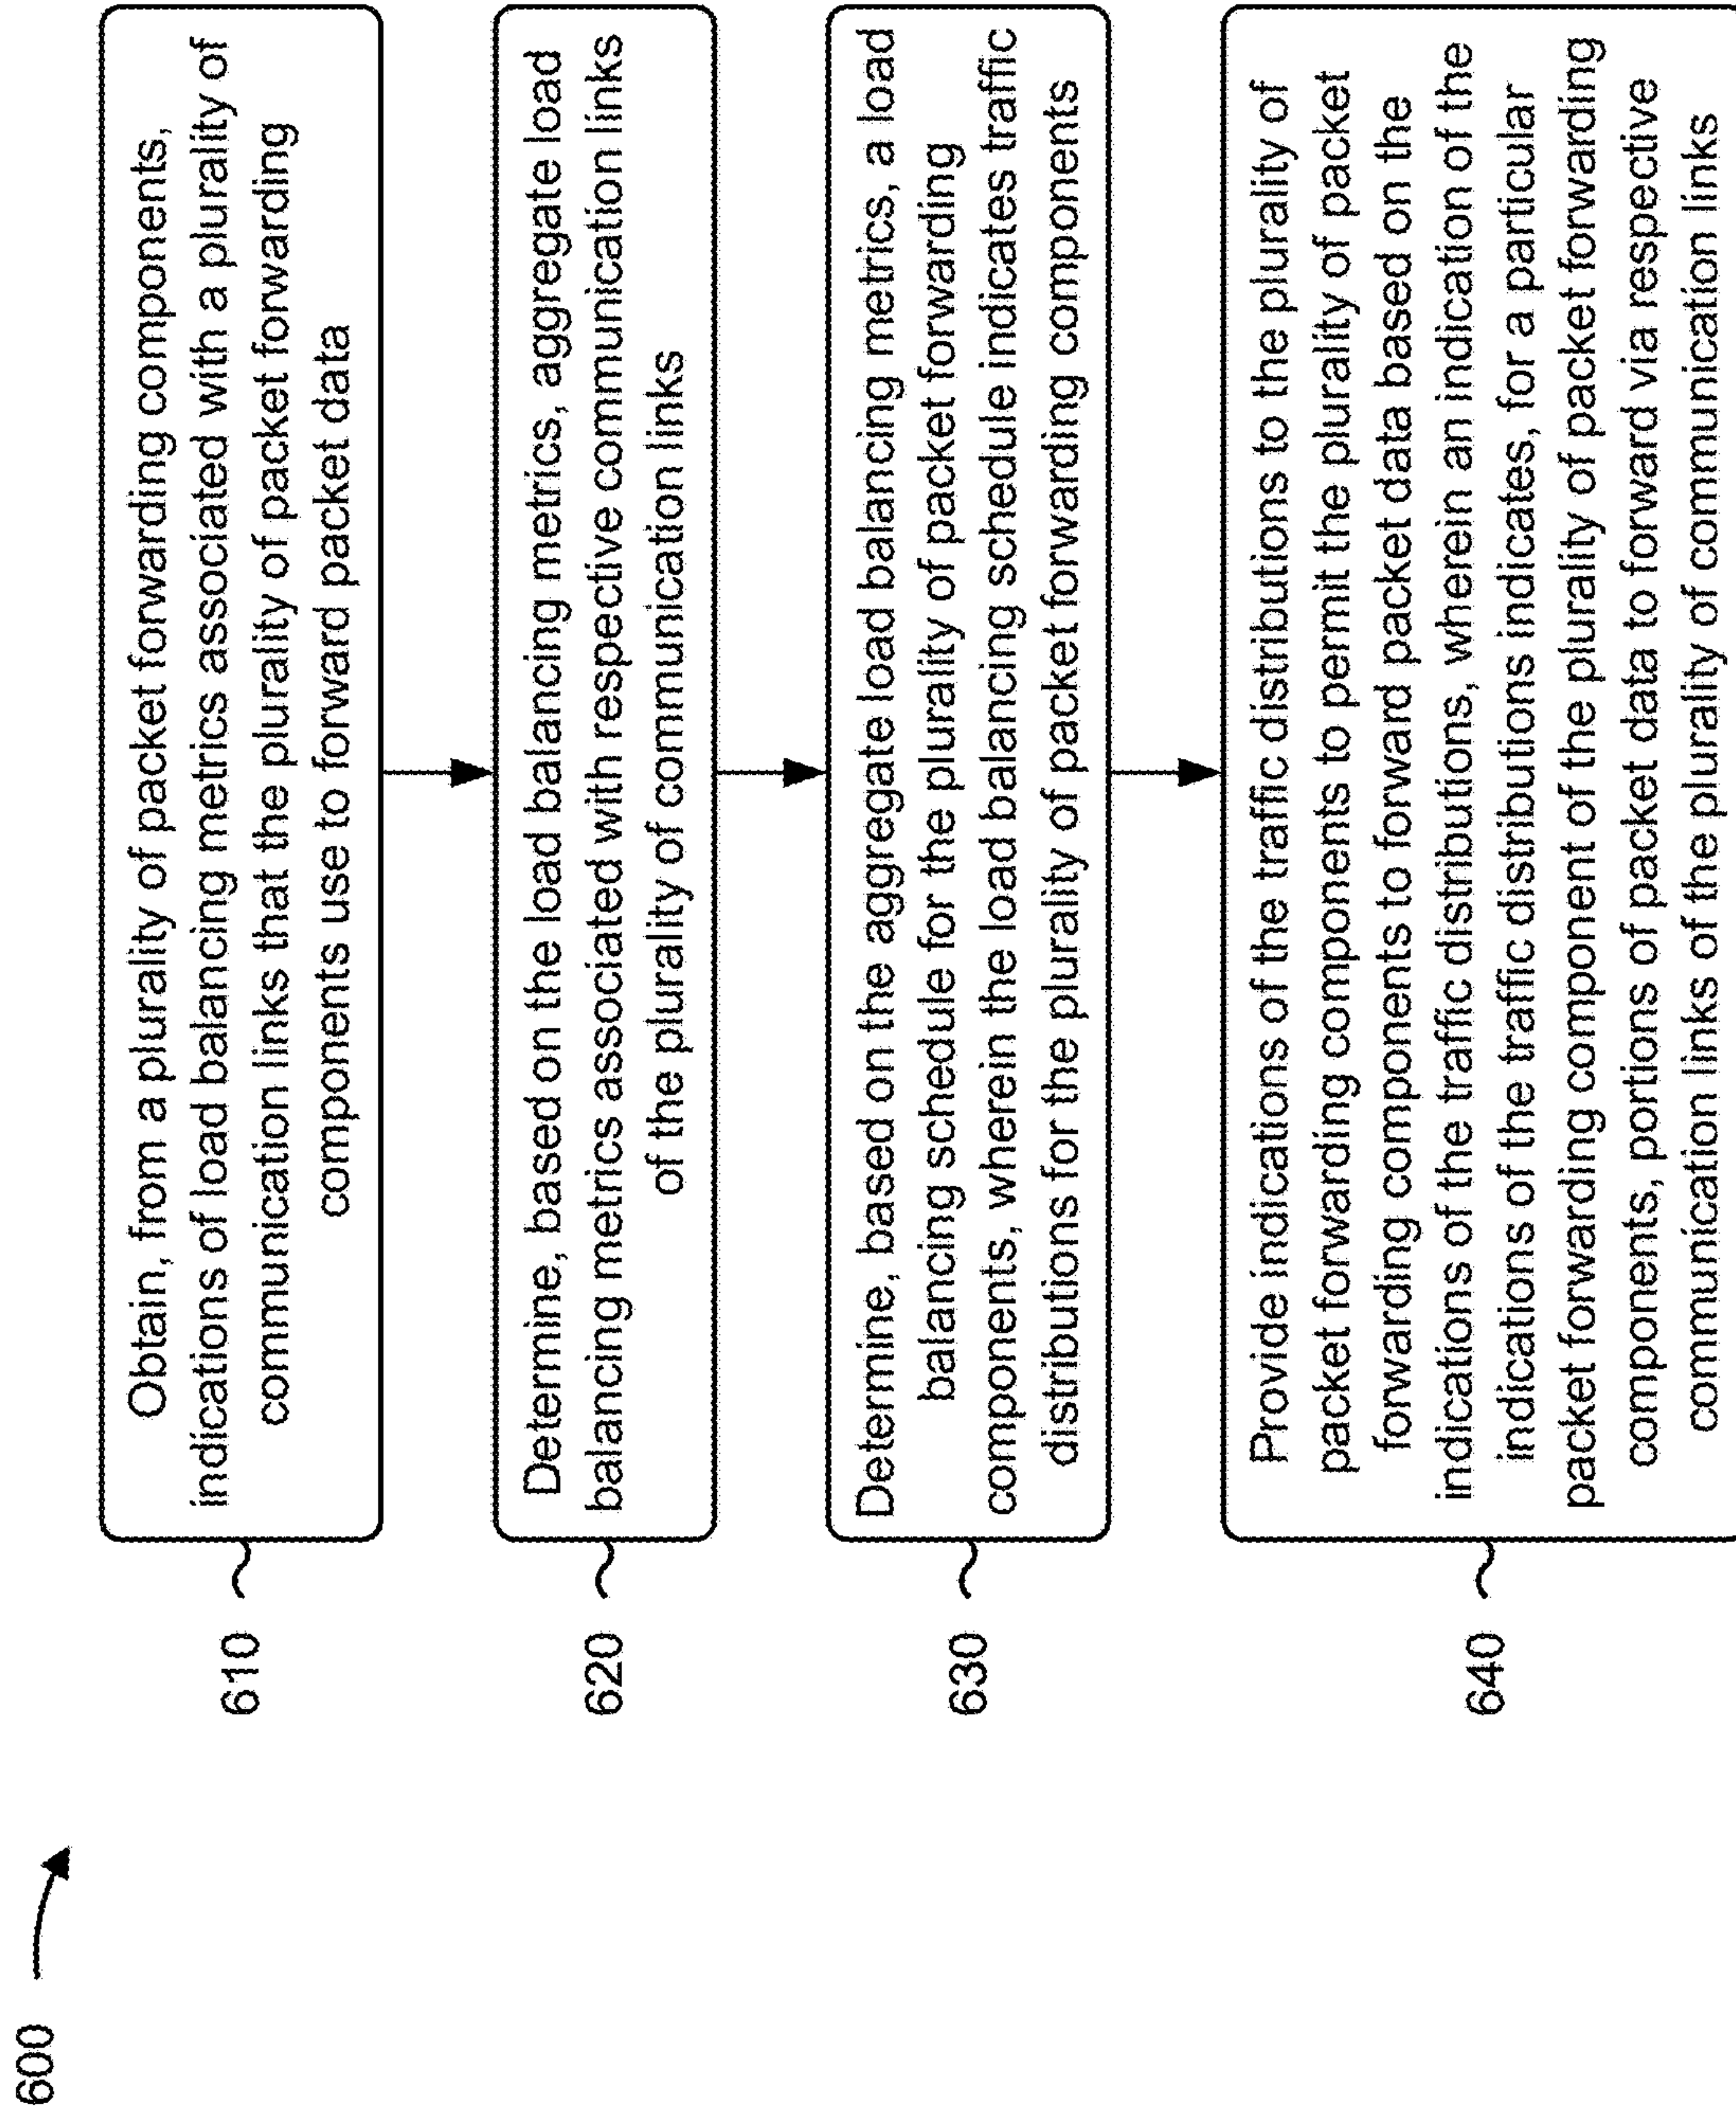 600
610
Obtain, from a plurality of packet forwarding components,
indications of load balancing metrics associated with a plurality of
communication links that the plurality of packet forwarding
components use to forward packet data
620
Determine, based on the load balancing metrics, aggregate load
balancing metrics associated with respective communication links
of the plurality of communication links
630
Determine, based on the aggregate load balancing metrics, a load
balancing schedule for the plurality of packet forwarding
components, wherein the load balancing schedule indicates traffic
distributions for the plurality of packet forwarding components
640
Provide indications of the traffic distributions to the plurality of
packet forwarding components to permit the plurality of packet
forwarding components to forward packet data based on the
indications of the traffic distributions, wherein an indication of the
indications of the traffic distributions indicates, for a particular
packet forwarding component of the plurality of packet forwarding
components, portions of packet data to forward via respective
communication links of the plurality of communication links